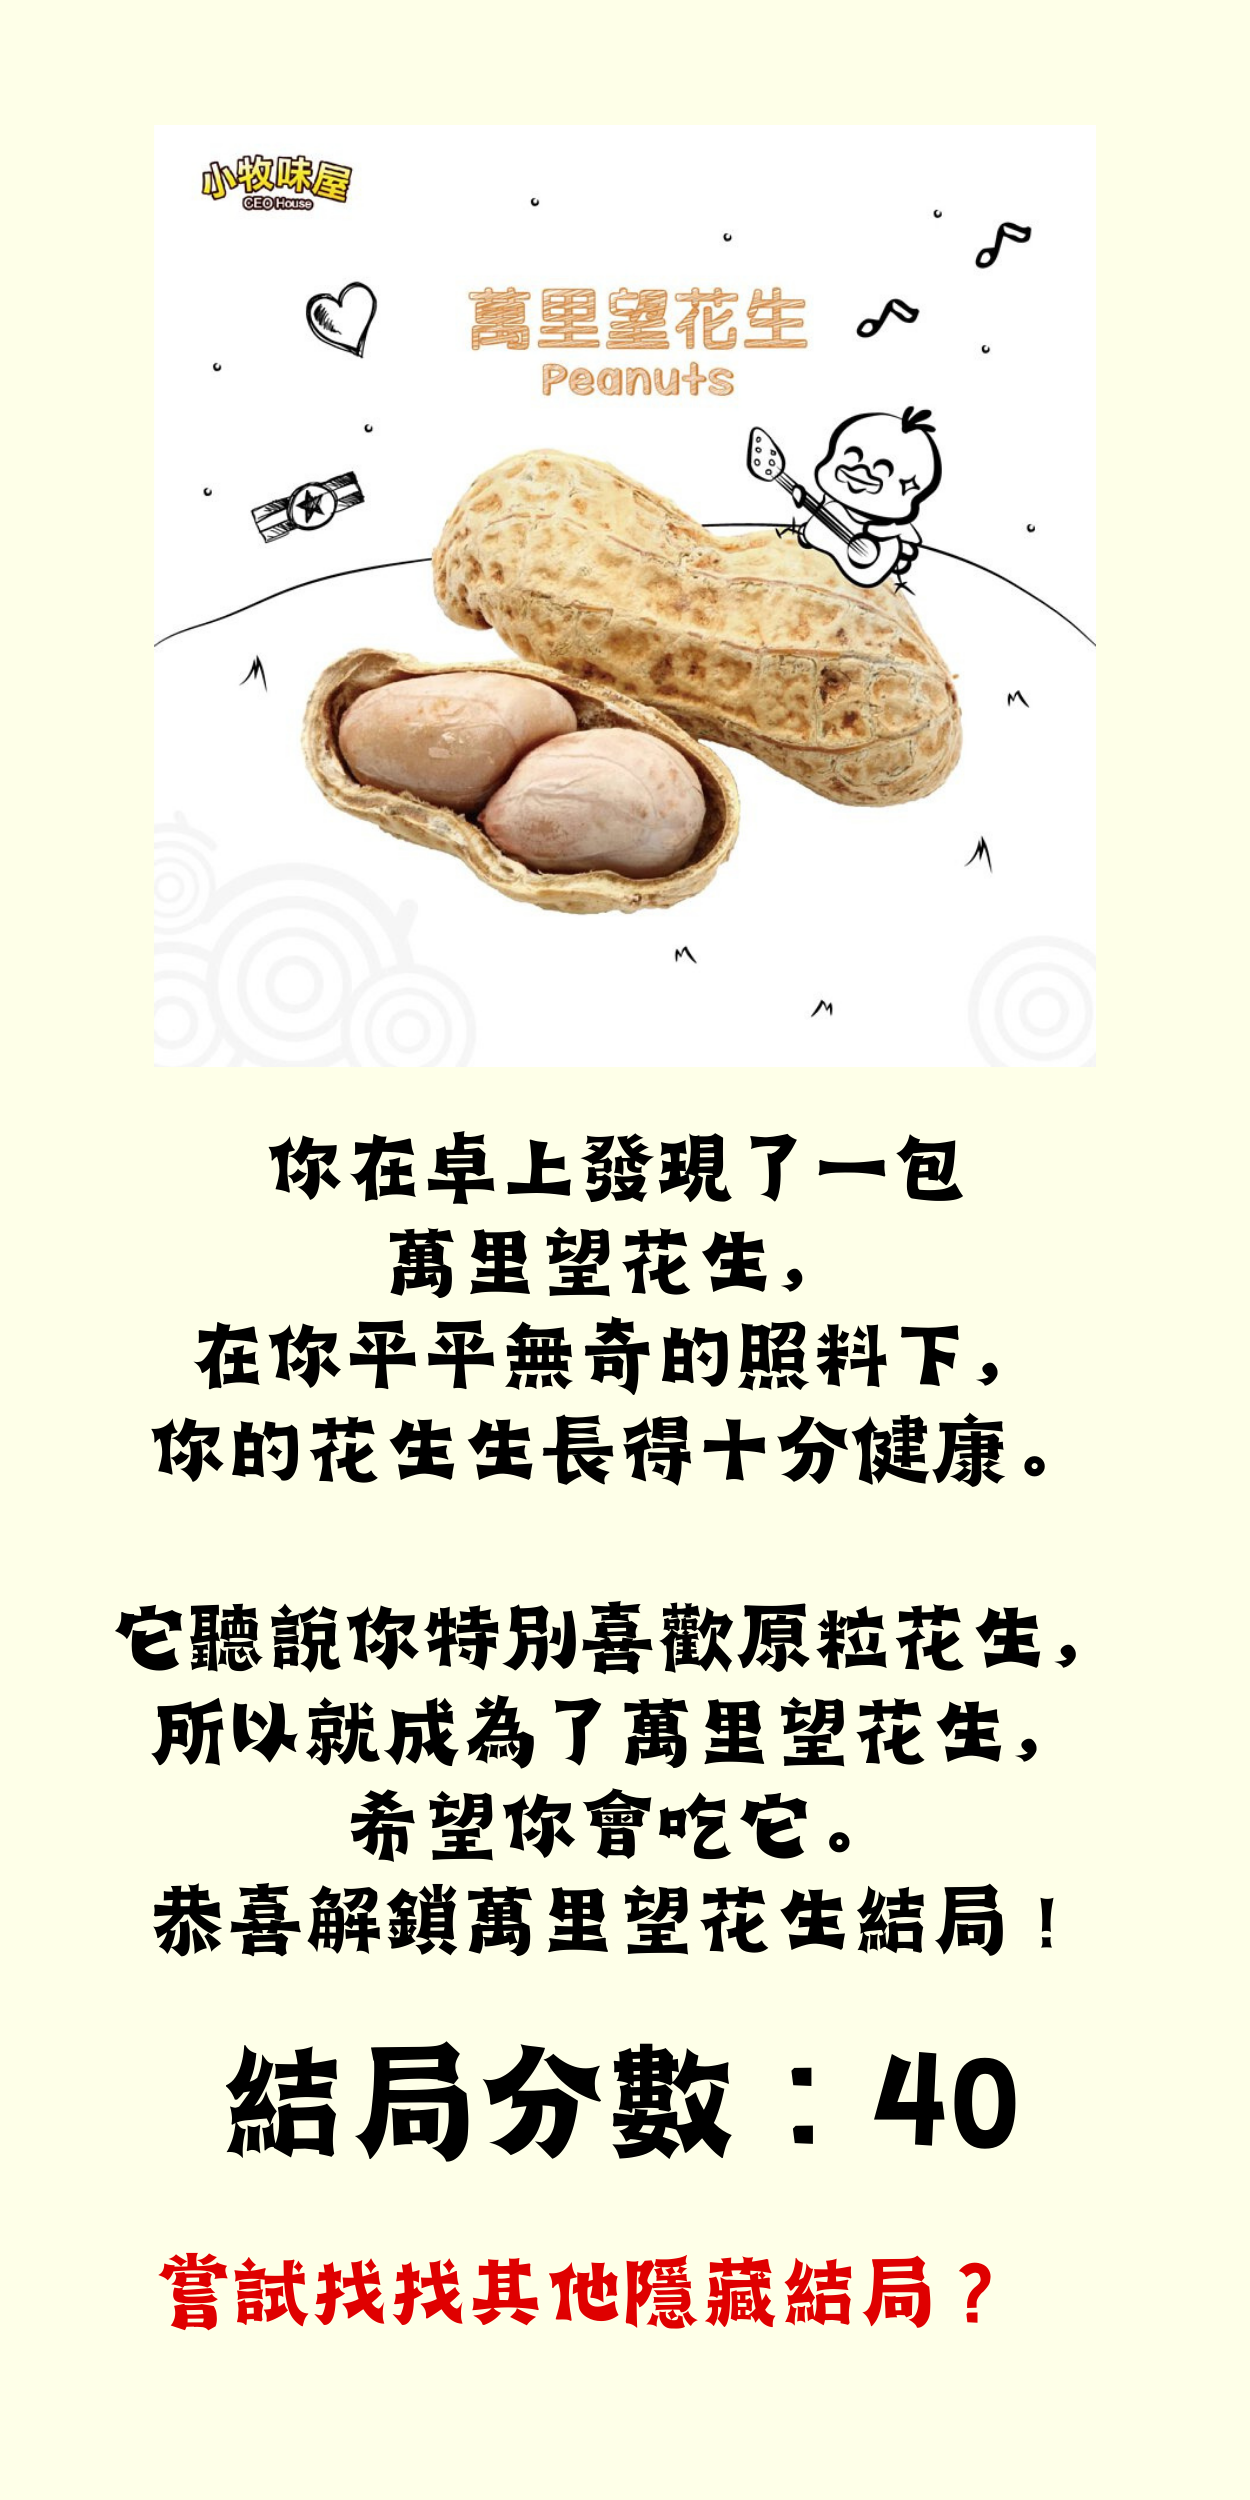 小牧味屋
CEO House
萬里望花生
Peanuts
你在卓上發現了一包
萬里望花生，
在你平平無奇的照料下，
你的花生生長得十分健康。
它聽說你特別喜歡原粒花生，
所以就成為了萬里望花生，
希望你會吃它。
恭喜解鎖萬里望花生結局！
結局分數：40
嘗試找找其他隱藏結局？